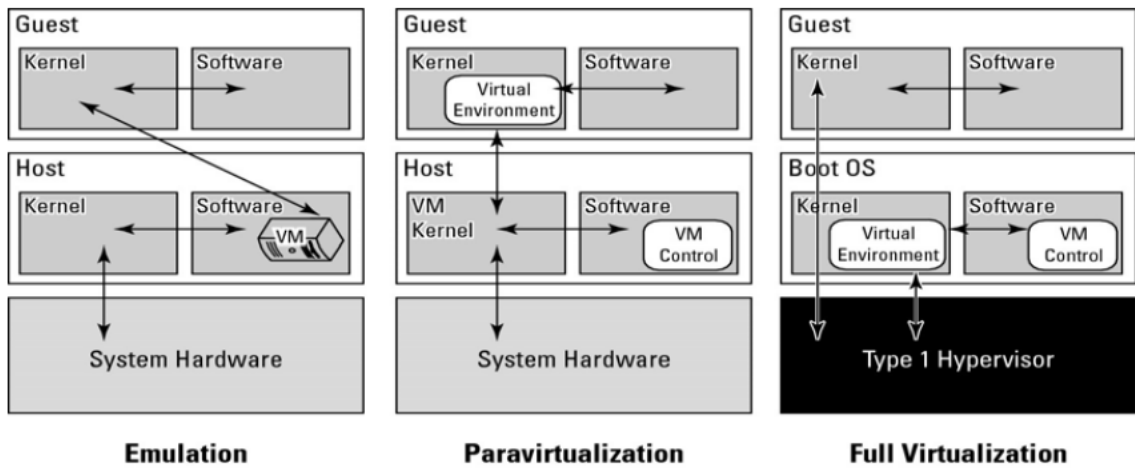 Guest
Kernel
Software
Host
Kernel
Software
VM
System Hardware
Emulation
Guest
Kernel
Software
Virtual
Environment
Host
VM
Kernel
Software
VM
Control
System Hardware
Paravirtualization
Guest
Kernel
Software
Boot OS
Kernel
Software
Virtual
Environment
VM
Control
Type 1 Hypervisor
Full Virtualization